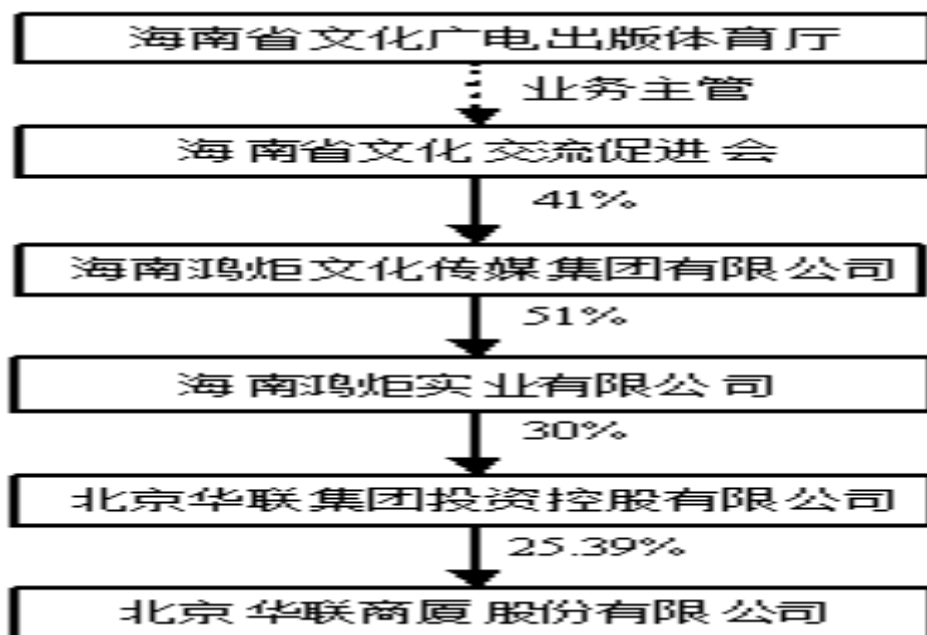 海南省文化广电出版体育厅
业务主管
海南省文化交流促进会
41%
海南鸿炬文化传媒集团有限公司
51%
海南鸿炬实业有限公司
30%
北京华联集团投资控股有限公司
25.39%
北京华联商厦股份有限公司